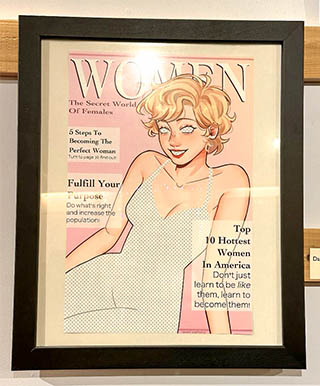 WOMEN
The Secret World
Of Females
5 Steps To
Becoming The
Perfect Woman
Turn to page 10 find out!
Fulfill Your
Purpose
Do what's right
and increase the
population!
Top
10 Hottest
Women
In America
Don't just
learn to be like
them, learn to
become them!